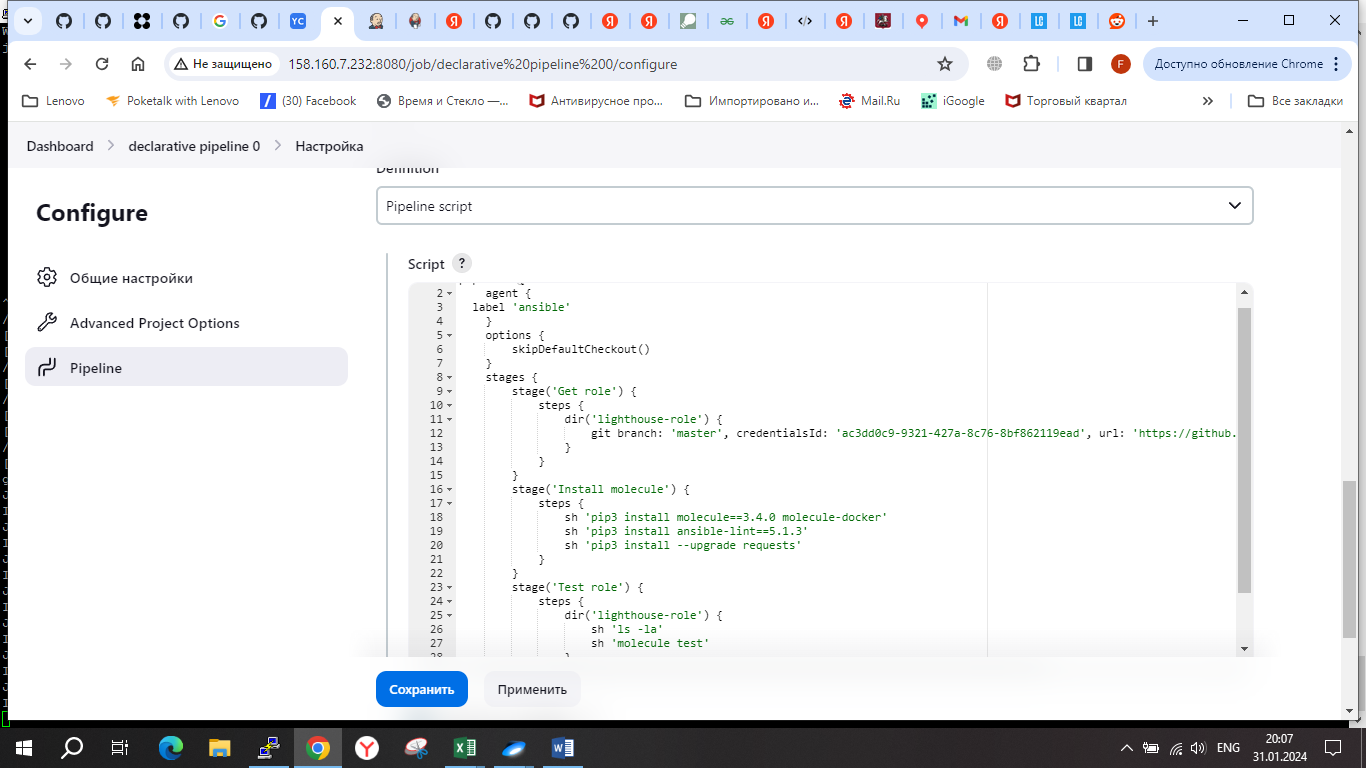 Не защищено
158.160.7.232:8080/job/declarative%20pipeline%200/configure
Доступно обновление Chrome
Lenovo
Poketalk with Lenovo
(30) Facebook
Время и Стекло —...
Антивирусное про...
Импортировано и...
Mail.Ru
iGoogle
Торговый квартал
Все закладки
Dashboard > declarative pipeline 0 > Настройка
Configure
Общие настройки
Advanced Project Options
Pipeline
Definition
Pipeline script
Script ?
2 agent {
3 label 'ansible'
4 }
5 options {
6 skipDefaultCheckout()
7 }
8 stages {
9 stage('Get role') {
10 steps {
11 dir('lighthouse-role') {
12 git branch: 'master', credentialsId: 'ac3dd0c9-9321-427a-8c76-8bf862119ead', url: 'https://github.
13 }
14 }
15 }
16 stage('Install molecule') {
17 steps {
18 sh 'pip3 install molecule==3.4.0 molecule-docker'
19 sh 'pip3 install ansible-lint==5.1.3'
20 sh 'pip3 install --upgrade requests'
21 }
22 }
23 stage('Test role') {
24 steps {
25 dir('lighthouse-role') {
26 sh 'ls -la'
27 sh 'molecule test'
28 }
Сохранить
Применить
ENG
20:07
31.01.2024